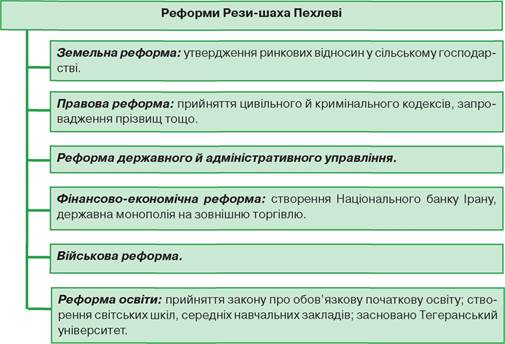 Реформи Рези-шаха Пехлеві
Земельна реформа: утвердження ринкових відносин у сільському господар-
стві.
Правова реформа: прийняття цивільного й кримінального кодексів, запро-
вадження прізвищ тощо.
Реформа державного й адміністративного управління.
Фінансово-економічна реформа: створення Національного банку Ірану,
державна монополія на зовнішню торгівлю.
Військова реформа.
Реформа освіти: прийняття закону про обов’язкову початкову освіту; ство-
рення світських шкіл, середніх навчальних закладів; засновано Тегеранський
університет.